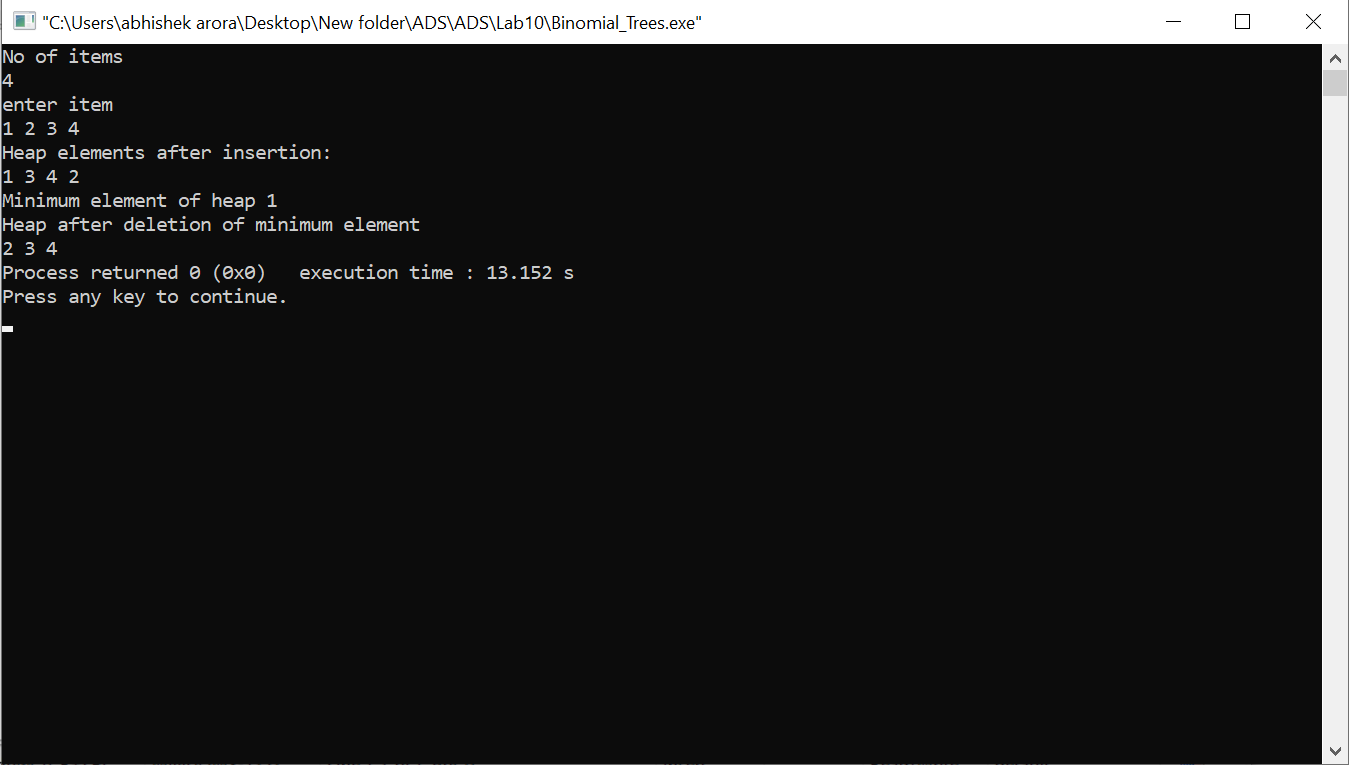 "C:\Users\abhishek arora\Desktop\New folder\ADS\ADS\Lab10\Binomial_Trees.exe"
No of items
4
enter item
1 2 3 4
Heap elements after insertion:
1 3 4 2
Minimum element of heap 1
Heap after deletion of minimum element
2 3 4
Process returned 0 (0x0)   execution time : 13.152 s
Press any key to continue.